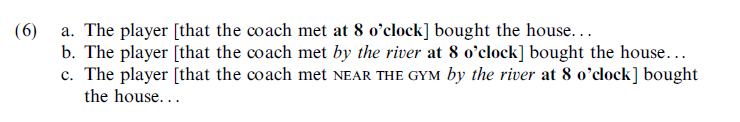 (6) a. The player [that the coach met at 8 o'clock] bought the house...
b. The player [that the coach met by the river at 8 o'clock] bought the house...
c. The player [that the coach met NEAR THE GYM by the river at 8 o'clock] bought
the house...